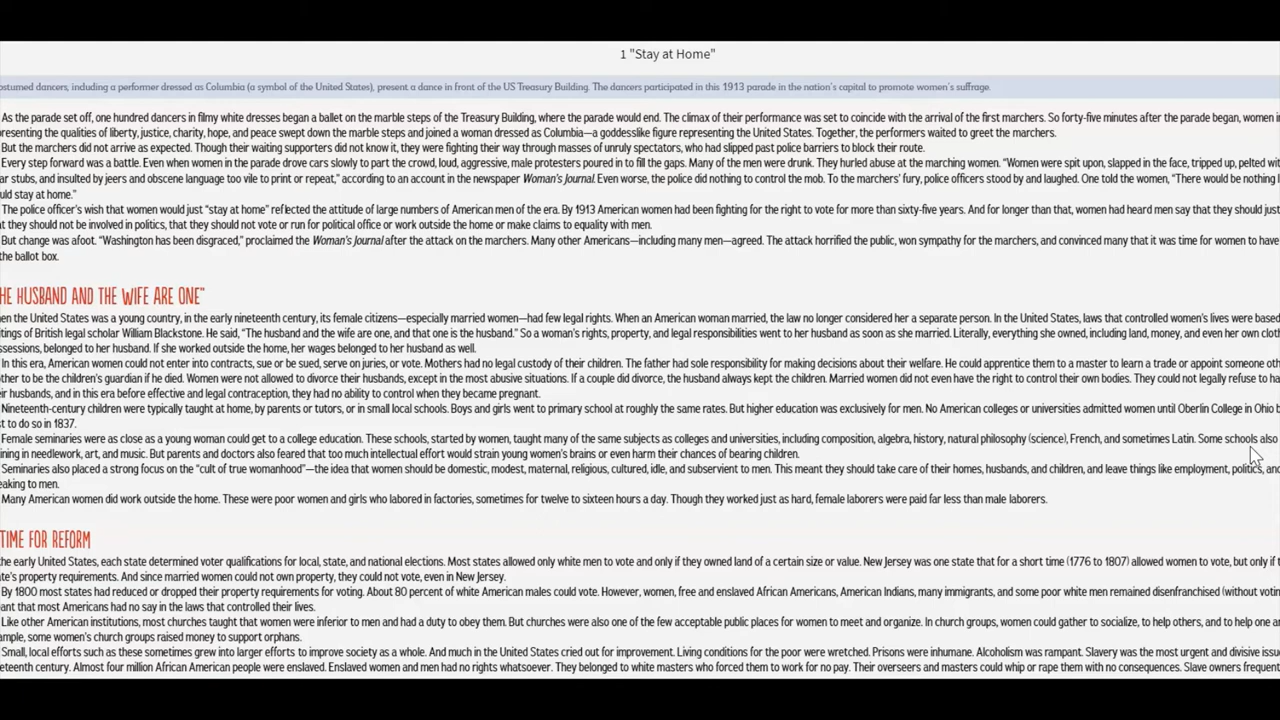 1 "Stay at Home"
ostumed dancers, including a performer dressed as Columbia (a symbol of the United States), present a dance in front of the US Treasury Building. The dancers participated in this 1913 parade in the nation's capital to promote women's suffrage.
As the parade set off, one hundred dancers in filmy white dresses began a ballet on the marble steps of the Treasury Building, where the parade would end. The climax of their performance was set to coincide with the arrival of the first marchers. So forty-five minutes after the parade began, women i
presenting the qualities of liberty, justice, charity, hope, and peace swept down the marble steps and joined a woman dressed as Columbia—a goddesslike figure representing the United States. Together, the performers waited to greet the marchers.
But the marchers did not arrive as expected. Though their waiting supporters did not know it, they were fighting their way through masses of unruly spectators, who had slipped past police barriers to block their route.
Every step forward was a battle. Even when women in the parade drove cars slowly to part the crowd, loud, aggressive, male protesters poured in to fill the gaps. Many of the men were drunk. They hurled abuse at the marching women. “Women were spit upon, slapped in the face, tripped up, pelted wit
ar stubs, and insulted by jeers and obscene language too vile to print or repeat,” according to an account in the newspaper Woman’s Journal. Even worse, the police did nothing to control the mob. To the marchers’ fury, police officers stood by and laughed. One told the women, “There would be nothing l
uld stay at home.”
The police officer’s wish that women would just “stay at home” reflected the attitude of large numbers of American men of the era. By 1913 American women had been fighting for the right to vote for more than sixty-five years. And for longer than that, women had heard men say that they should just
at they should not be involved in politics, that they should not vote or run for political office or work outside the home or make claims to equality with men.
But change was afoot. “Washington has been disgraced,” proclaimed the Woman’s Journal after the attack on the marchers. Many other Americans—including many men—agreed. The attack horrified the public, won sympathy for the marchers, and convinced many that it was time for women to have
the ballot box.
HE HUSBAND AND THE WIFE ARE ONE”
en the United States was a young country, in the early nineteenth century, its female citizens—especially married women—had few legal rights. When an American woman married, the law no longer considered her a separate person. In the United States, laws that controlled women’s lives were based
itings of British legal scholar William Blackstone. He said, “The husband and the wife are one, and that one is the husband.” So a woman’s rights, property, and legal responsibilities went to her husband as soon as she married. Literally, everything she owned, including land, money, and even her own clot
ssessions, belonged to her husband. If she worked outside the home, her wages belonged to her husband as well.
In this era, American women could not enter into contracts, sue or be sued, serve on juries, or vote. Mothers had no legal custody of their children. The father had sole responsibility for making decisions about their welfare. He could apprentice them to a master to learn a trade or appoint someone ot
other to be the children’s guardian if he died. Women were not allowed to divorce their husbands, except in the most abusive situations. If a couple did divorce, the husband always kept the children. Married women did not even have the right to control their own bodies. They could not legally refuse to ha
eir husbands, and in this era before effective and legal contraception, they had no ability to control when they became pregnant.
Nineteenth-century children were typically taught at home, by parents or tutors, or in small local schools. Boys and girls went to primary school at roughly the same rates. But higher education was exclusively for men. No American colleges or universities admitted women until Oberlin College in Ohio b
st to do so in 1837.
Female seminaries were as close as a young woman could get to a college education. These schools, started by women, taught many of the same subjects as colleges and universities, including composition, algebra, history, natural philosophy (science), French, and sometimes Latin. Some schools also
ining in needlework, art, and music. But parents and doctors also feared that too much intellectual effort would strain young women’s brains or even harm their chances of bearing children.
Seminaries also placed a strong focus on the “cult of true womanhood”—the idea that women should be domestic, modest, maternal, religious, cultured, idle, and subservient to men. This meant they should take care of their homes, husbands, and children, and leave things like employment, politics, and
eaking to men.
Many American women did work outside the home. These were poor women and girls who labored in factories, sometimes for twelve to sixteen hours a day. Though they worked just as hard, female laborers were paid far less than male laborers.
TIME FOR REFORM
the early United States, each state determined voter qualifications for local, state, and national elections. Most states allowed only white men to vote and only if they owned land of a certain size or value. New Jersey was one state that for a short time (1776 to 1807) allowed women to vote, but only if t
ate’s property requirements. And since married women could not own property, they could not vote, even in New Jersey.
By 1800 most states had reduced or dropped their property requirements for voting. About 80 percent of white American males could vote. However, women, free and enslaved African Americans, American Indians, many immigrants, and some poor white men remained disenfranchised (without votin
ant that most Americans had no say in the laws that controlled their lives.
Like other American institutions, most churches taught that women were inferior to men and had a duty to obey them. But churches were also one of the few acceptable public places for women to meet and organize. In church groups, women could gather to socialize, to help others, and to help one an
ample, some women’s church groups raised money to support orphans.
Small, local efforts such as these sometimes grew into larger efforts to improve society as a whole. And much in the United States cried out for improvement. Living conditions for the poor were wretched. Prisons were inhumane. Alcoholism was rampant. Slavery was the most urgent and divisive issu
eteenth century. Almost four million African American people were enslaved. Enslaved women and men had no rights whatsoever. They belonged to white masters who forced them to work for no pay. Their overseers and masters could whip or rape them with no consequences. Slave owners frequent